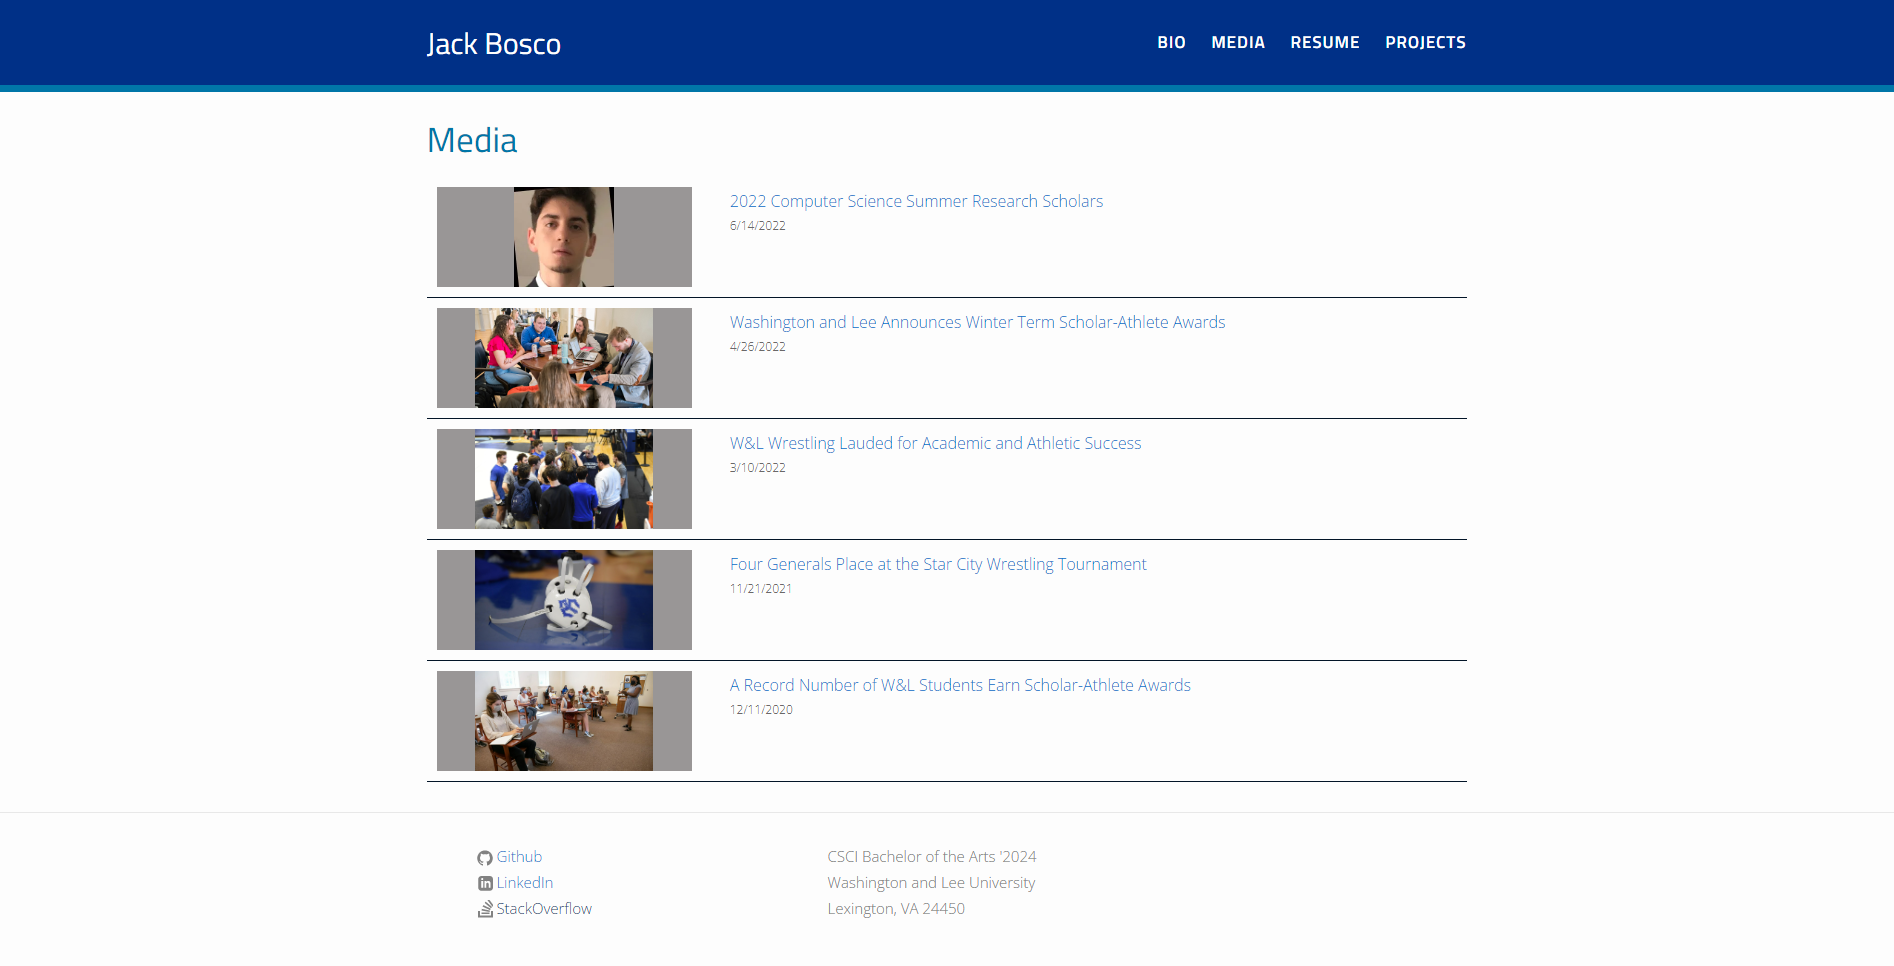 Jack Bosco
BIO MEDIA RESUME PROJECTS
Media
2022 Computer Science Summer Research Scholars
6/14/2022
Washington and Lee Announces Winter Term Scholar-Athlete Awards
4/26/2022
W&L Wrestling Lauded for Academic and Athletic Success
3/10/2022
Four Generals Place at the Star City Wrestling Tournament
11/21/2021
A Record Number of W&L Students Earn Scholar-Athlete Awards
12/11/2020
Github
LinkedIn
StackOverflow
CSCI Bachelor of the Arts '2024
Washington and Lee University
Lexington, VA 24450